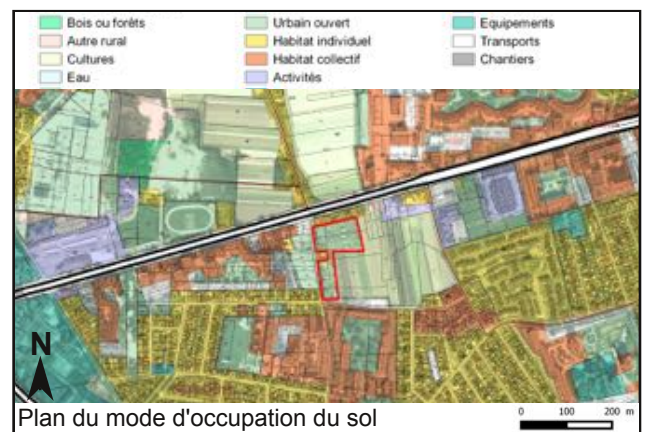 Bois ou forêts
Autre rural
Cultures
Eau
Urbain ouvert
Habitat individuel
Habitat collectif
Activités
Equipements
Transports
Chantiers
N
Plan du mode d'occupation du sol
0 100 200 m